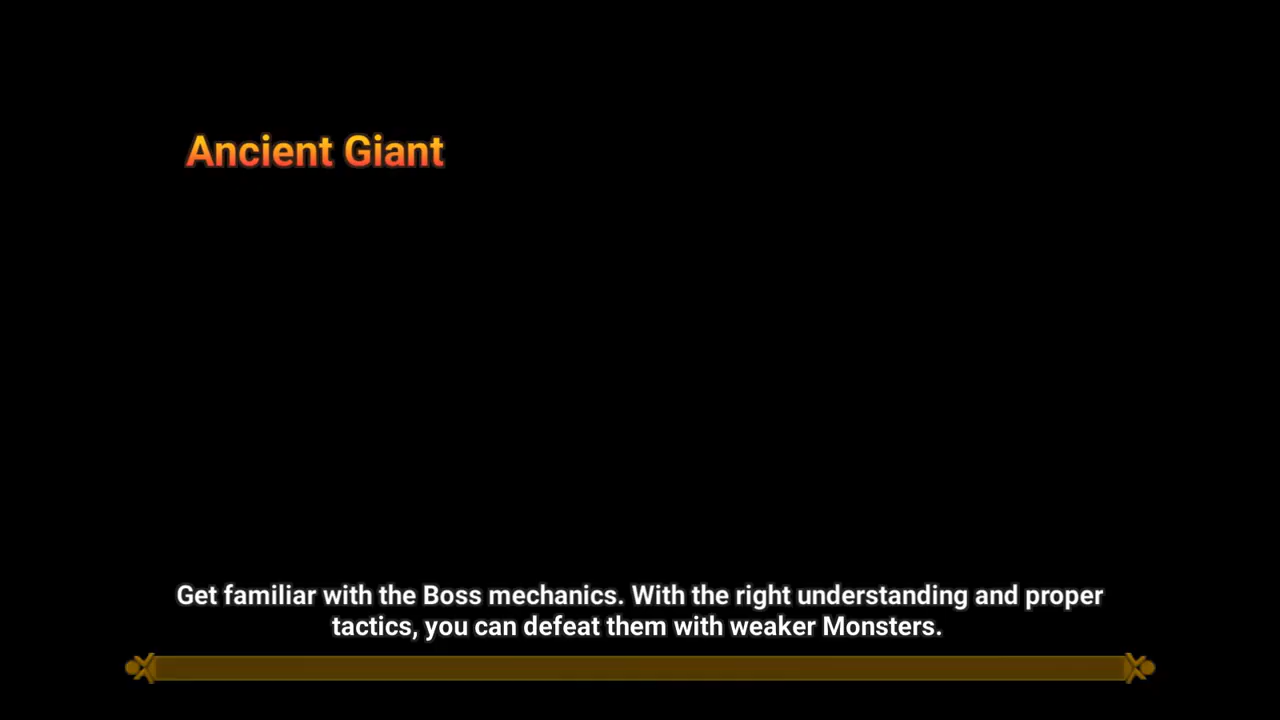 Ancient Giant
Get familiar with the Boss mechanics. With the right understanding and proper
tactics, you can defeat them with weaker Monsters.